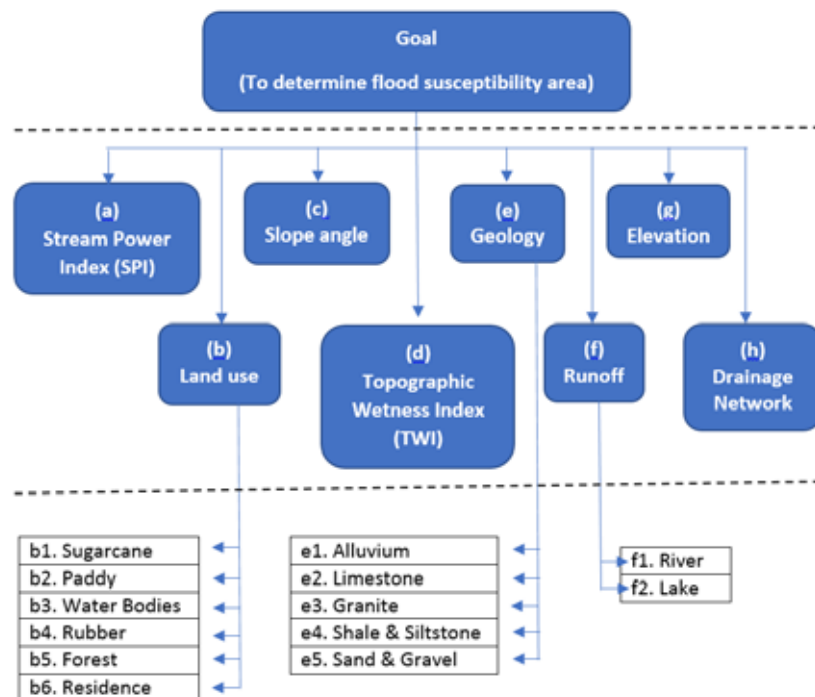 Goal
(To determine flood susceptibility area)
(a)
Stream Power
Index (SPI)
(c)
Slope angle
(e)
Geology
(g)
Elevation
(b)
Land use
(d)
Topographic
Wetness Index
(TWI)
(f)
Runoff
(h)
Drainage
Network
b1. Sugarcane
b2. Paddy
b3. Water Bodies
b4. Rubber
b5. Forest
b6. Residence
e1. Alluvium
e2. Limestone
e3. Granite
e4. Shale & Siltstone
e5. Sand & Gravel
f1. River
f2. Lake